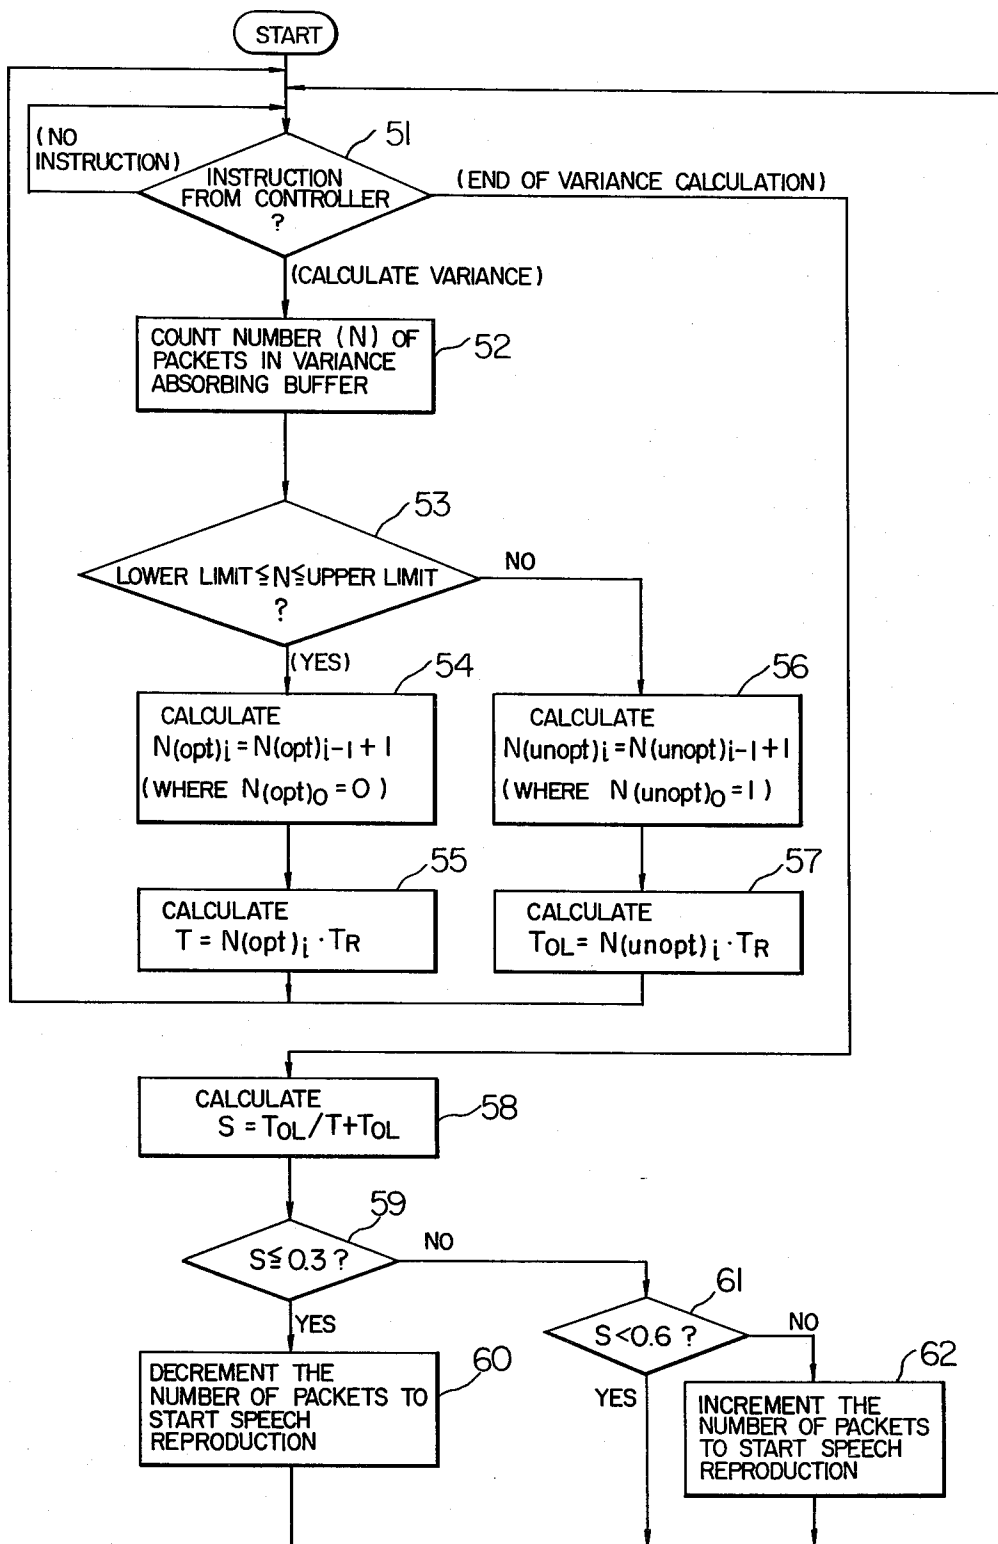 START
51
(NO
INSTRUCTION)
INSTRUCTION
FROM CONTROLLER
?
(END OF VARIANCE CALCULATION)
(CALCULATE VARIANCE)
COUNT NUMBER (N) OF
PACKETS IN VARIANCE
ABSORBING BUFFER
52
53
LOWER LIMIT ≦ N ≦ UPPER LIMIT
?
NO
(YES)
54
CALCULATE
N(opt)i = N(opt)i-1 + 1
(WHERE N(opt)0 = 0)
56
CALCULATE
N(unopt)i = N(unopt)i-1 + 1
(WHERE N(unopt)0 = 1)
55
CALCULATE
T = N(opt)i · TR
57
CALCULATE
TOL = N(unopt)i · TR
CALCULATE
S = TOL / T + TOL
58
59
S ≦ 0.3 ?
NO
YES
61
S < 0.6 ?
NO
YES
60
DECREMENT THE
NUMBER OF PACKETS TO
START SPEECH
REPRODUCTION
62
INCREMENT THE
NUMBER OF PACKETS
TO START SPEECH
REPRODUCTION